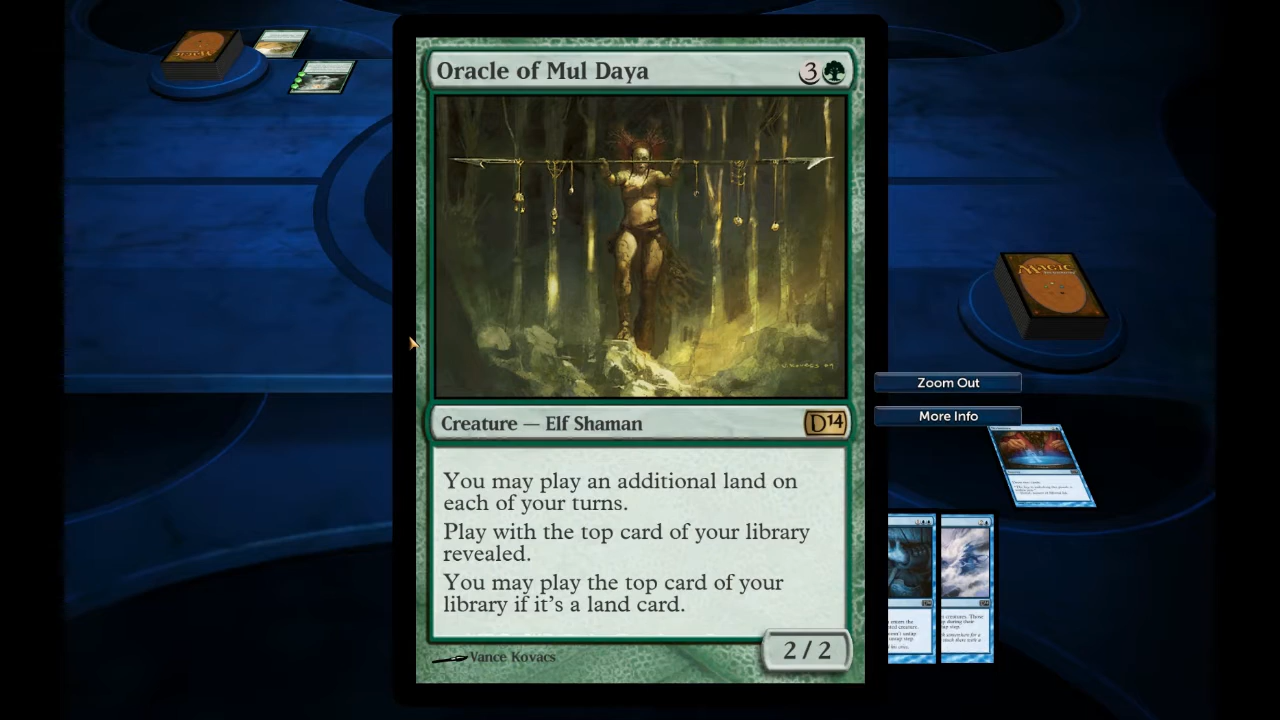 Oracle of Mul Daya
3
Creature — Elf Shaman
D14
You may play an additional land on
each of your turns.
Play with the top card of your library
revealed.
You may play the top card of your
library if it's a land card.
2 / 2
Vance Kovacs
MAGIC
Zoom Out
More Info